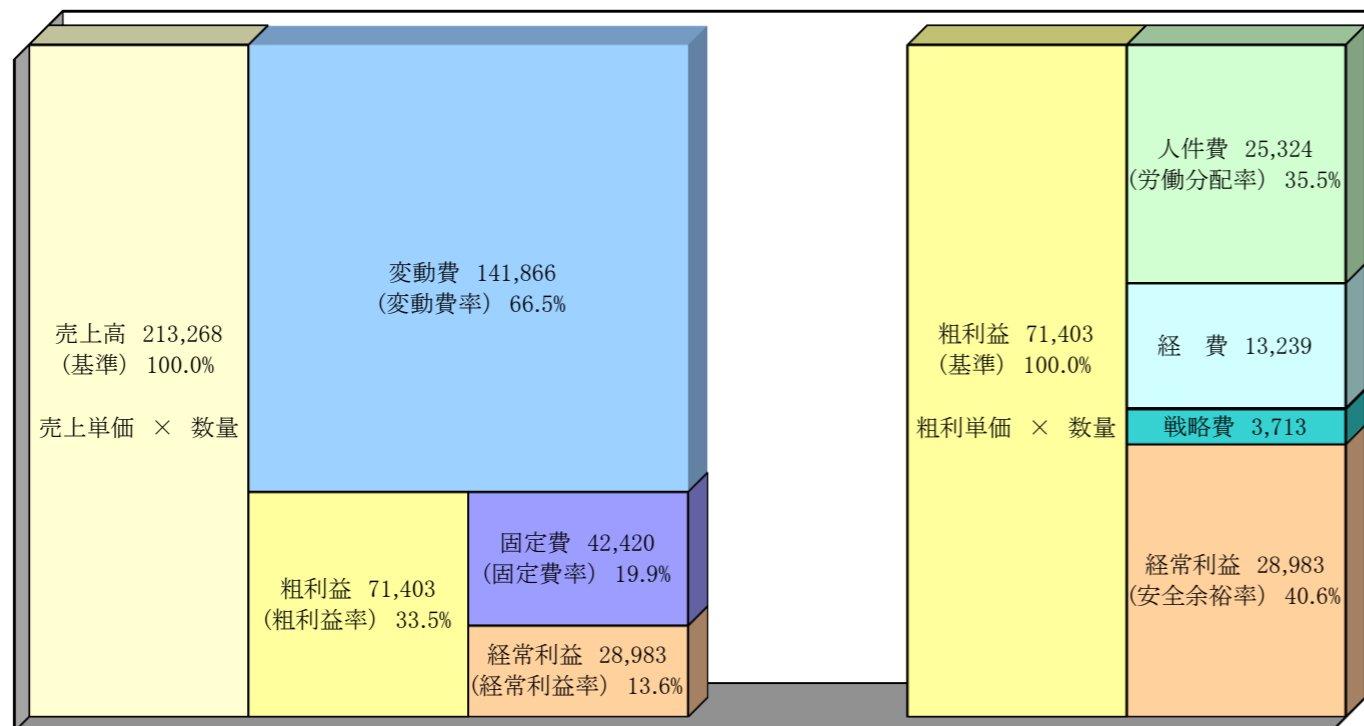 売上高 213,268
(基準) 100.0%
売上単価 × 数量
変動費 141,866
(変動費率) 66.5%
粗利益 71,403
(粗利益率) 33.5%
固定費 42,420
(固定費率) 19.9%
経常利益 28,983
(経常利益率) 13.6%
粗利益 71,403
(基準) 100.0%
粗利単価 × 数量
人件費 25,324
(労働分配率) 35.5%
経　費 13,239
戦略費 3,713
経常利益 28,983
(安全余裕率) 40.6%